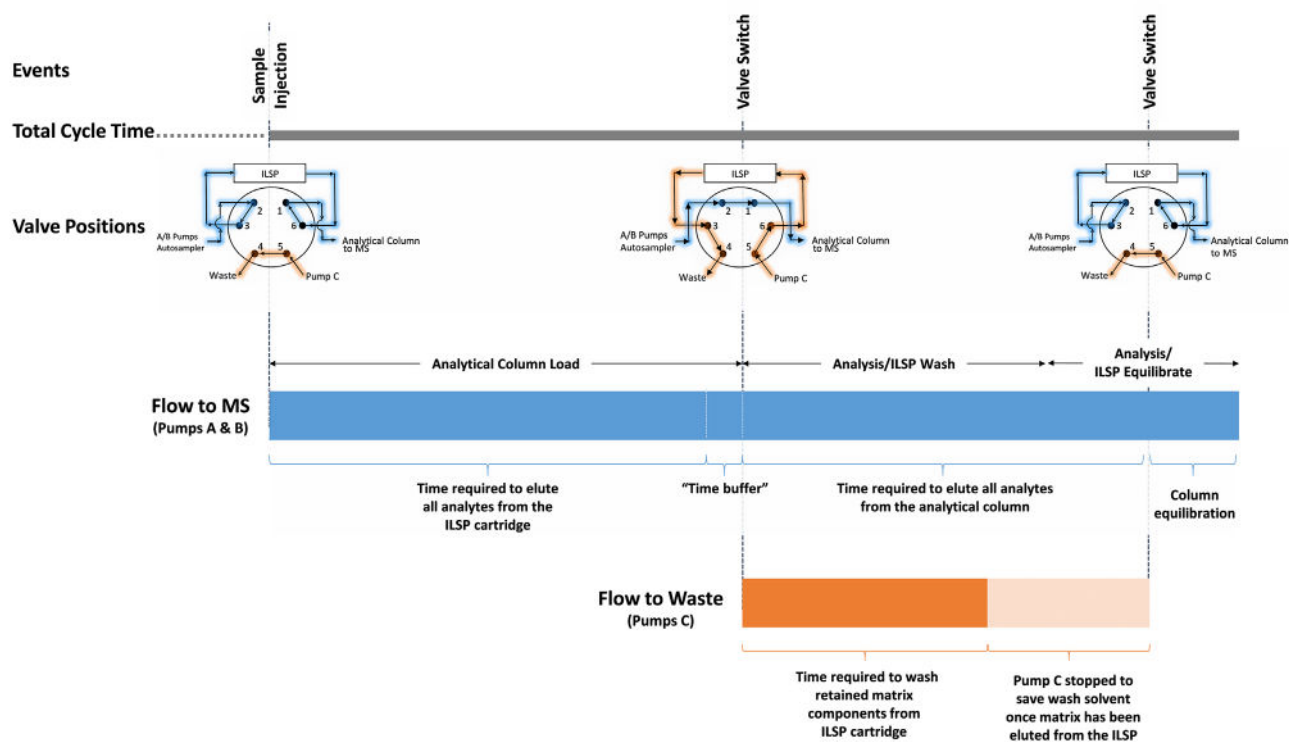 Events
Sample
Injection
Valve Switch
Valve Switch
Total Cycle Time
Valve Positions
ILSP
2
1
3
6
4
5
A/B Pumps
Autosampler
Analytical Column
to MS
Waste
Pump C
ILSP
2
1
3
6
4
5
A/B Pumps
Autosampler
Analytical Column
to MS
Waste
Pump C
ILSP
2
1
3
6
4
5
A/B Pumps
Autosampler
Analytical Column
to MS
Waste
Pump C
Analytical Column Load
Analysis/ILSP Wash
Analysis/
ILSP Equilibrate
Flow to MS
(Pumps A & B)
Time required to elute
all analytes from the
ILSP cartridge
“Time buffer”
Time required to elute all analytes
from the analytical column
Column
equilibration
Flow to Waste
(Pumps C)
Time required to wash
retained matrix
components from
ILSP cartridge
Pump C stopped to
save wash solvent
once matrix has been
eluted from the ILSP